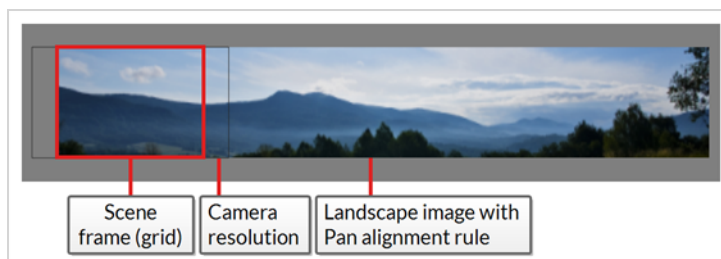 Scene
frame (grid)
Camera
resolution
Landscape image with
Pan alignment rule